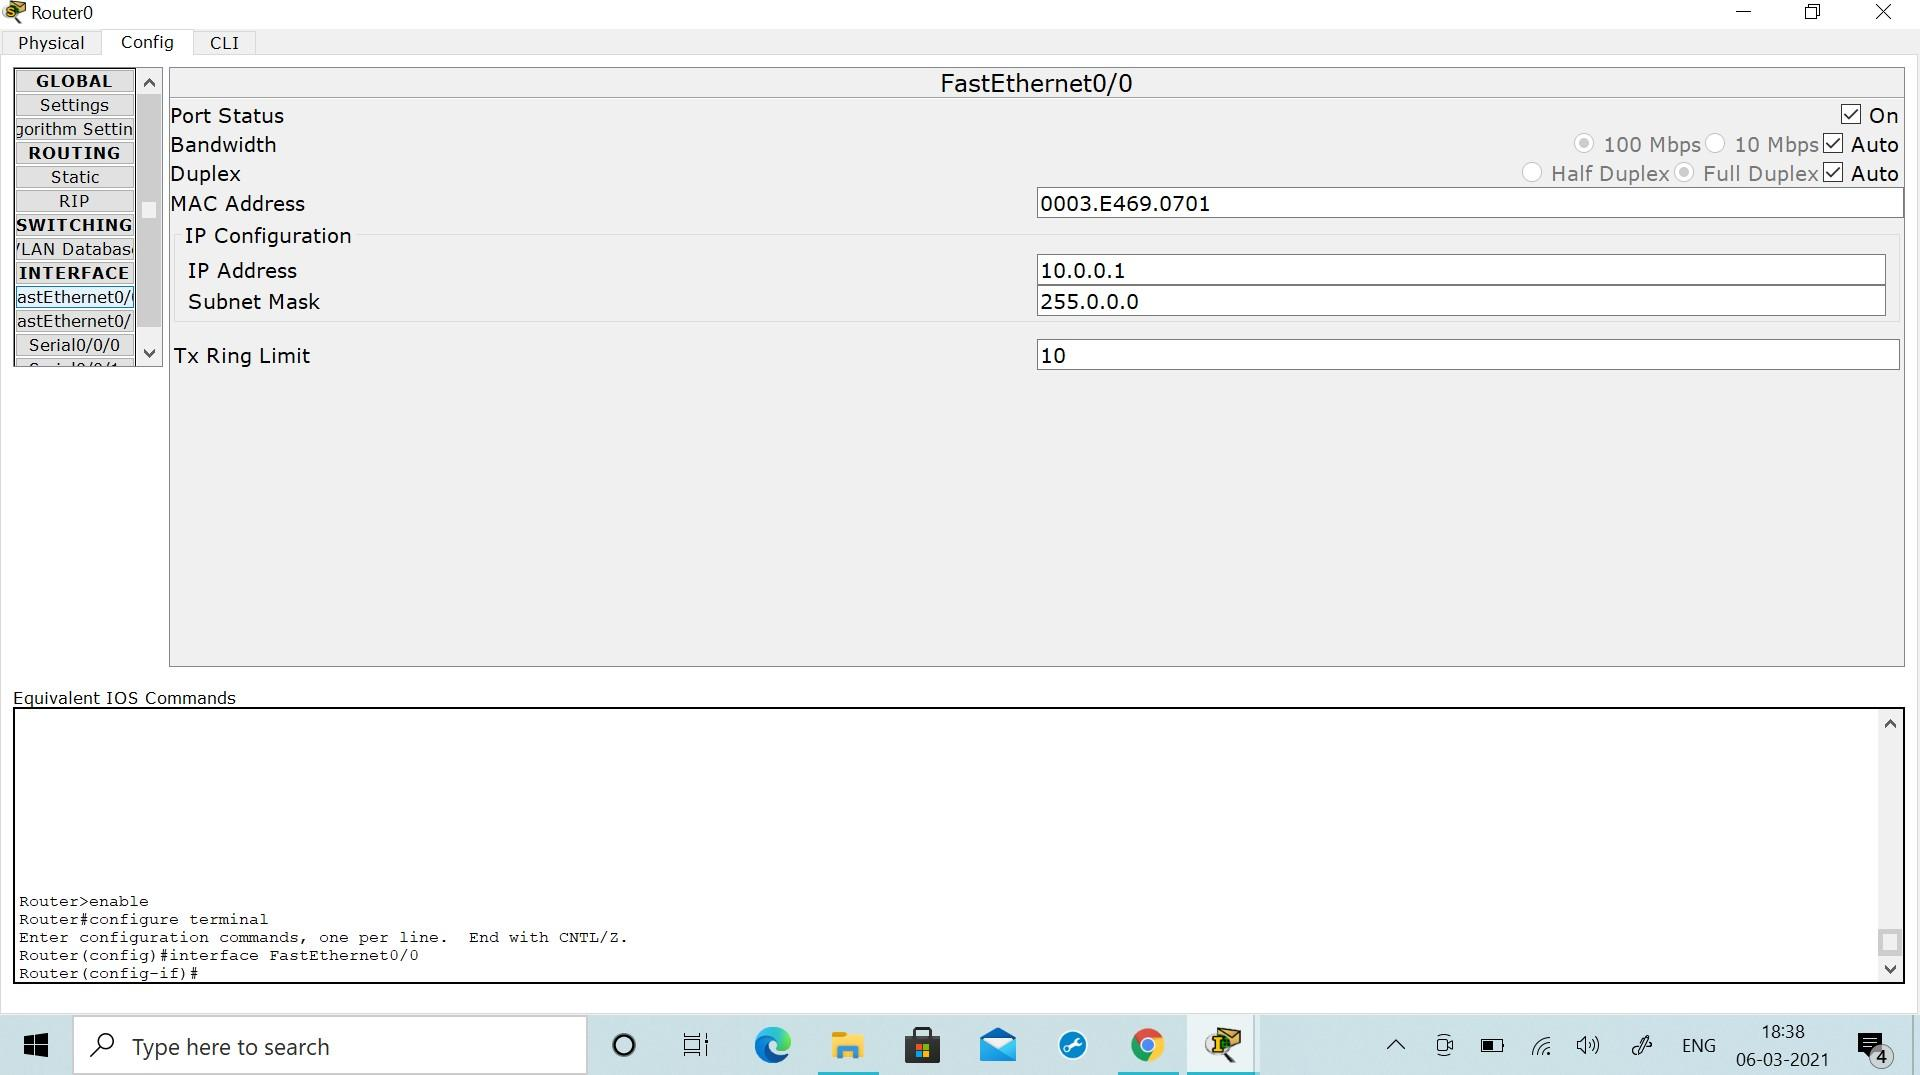 Router0
Physical Config CLI
GLOBAL
Settings
gorithm Settin
ROUTING
Static
RIP
SWITCHING
VLAN Databas
INTERFACE
astEthernet0/
astEthernet0/
Serial0/0/0
Serial0/0/1
FastEthernet0/0
Port Status On
Bandwidth 100 Mbps 10 Mbps Auto
Duplex Half Duplex Full Duplex Auto
MAC Address 0003.E469.0701
IP Configuration
IP Address 10.0.0.1
Subnet Mask 255.0.0.0
Tx Ring Limit 10
Equivalent IOS Commands
Router>enable
Router#configure terminal
Enter configuration commands, one per line.  End with CNTL/Z.
Router(config)#interface FastEthernet0/0
Router(config-if)#
Type here to search
ENG
18:38
06-03-2021
4